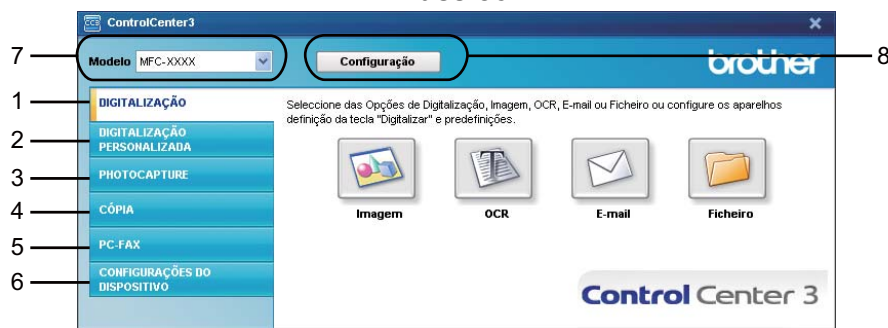 ControlCenter3
7 Modelo MFC-XXXX Configuração 8
brother
1 DIGITALIZAÇÃO
2 DIGITALIZAÇÃO
PERSONALIZADA
3 PHOTOCAPTURE
4 CÓPIA
5 PC-FAX
6 CONFIGURAÇÕES DO
DISPOSITIVO
Seleccione das Opções de Digitalização, Imagem, OCR, E-mail ou Ficheiro ou configure os aparelhos
definição da tecla "Digitalizar" e predefinições.
Imagem OCR E-mail Ficheiro
Control Center 3